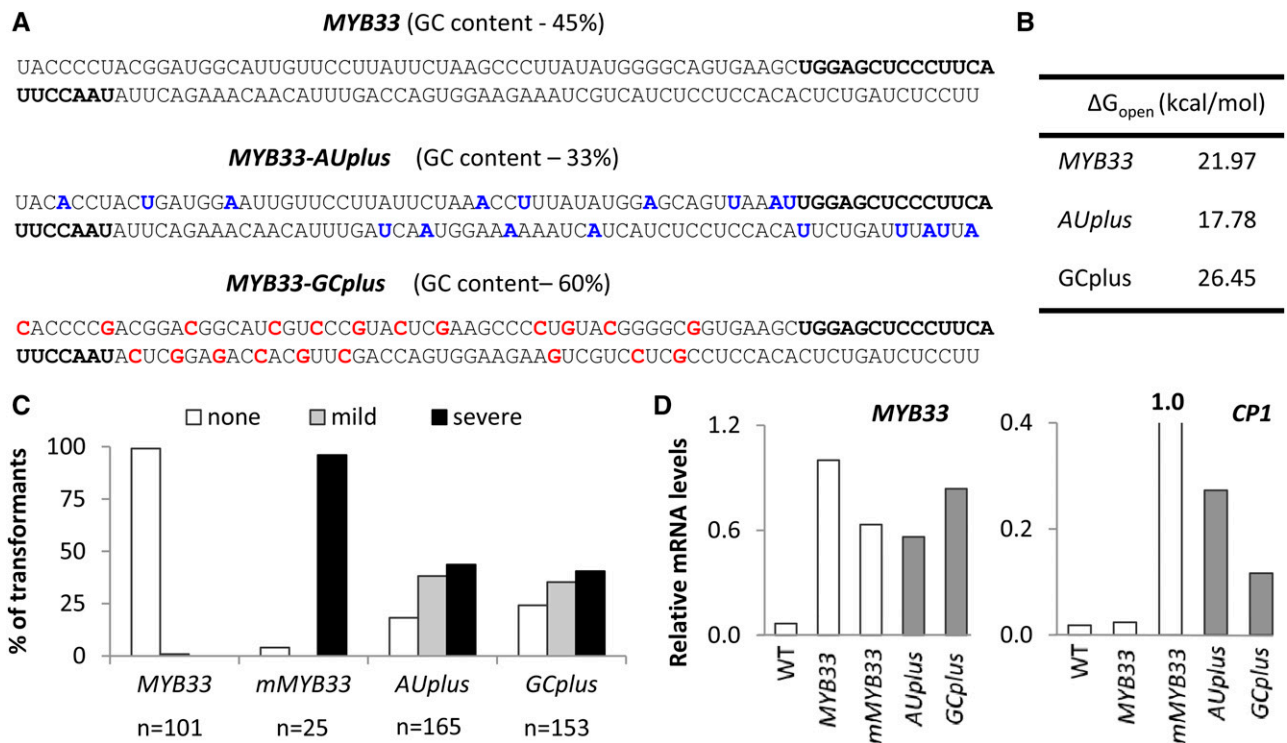 A
MYB33 (GC content - 45%)
UACCCCUACGGAUGGCAUUGUUCCUUAUUCUAAGCCCUUAUAUGGGGCAGUGAAGCUGGAGCUCCCUUCA
UUCCAAUAUUCAGAAACAACAUUUGACCAGUGGAAGAAAUCGUCAUCUCCUCCACACUCUGAUCUCCUU
MYB33-AUplus (GC content – 33%)
UACACCUACUGAUGGAAUUGUUCCUUAUUCUAAACCUUUAUAUGGAGCAGUUAAAUUGGAGCUCCCUUCA
UUCCAAUAUUCAGAAACAACAUUUGAUCAAUGGAAAAAAUCAUCAUCUCCUCCACAUUCUGAUUUAUUA
MYB33-GCplus (GC content– 60%)
CACCCCGACGGACGGCAUCGUCCCGUACUCGAAGCCCCUGUACGGGGCGGUGAAGCUGGAGCUCCCUUCA
UUCCAAUACUCGGAGACCACGUUCGACCAGUGGAAGAAGUCGUCCUCGCCUCCACACUCUGAUCUCCUU
B
ΔGopen (kcal/mol)
MYB33 21.97
AUplus 17.78
GCplus 26.45
C
none mild severe
% of transformants
100
75
50
25
0
MYB33 mMYB33 AUplus GCplus
n=101 n=25 n=165 n=153
D
MYB33
Relative mRNA levels
1.2
0.6
0.0
WT MYB33 mMYB33 AUplus GCplus
1.0 CP1
0.4
0.2
0.0
WT MYB33 mMYB33 AUplus GCplus